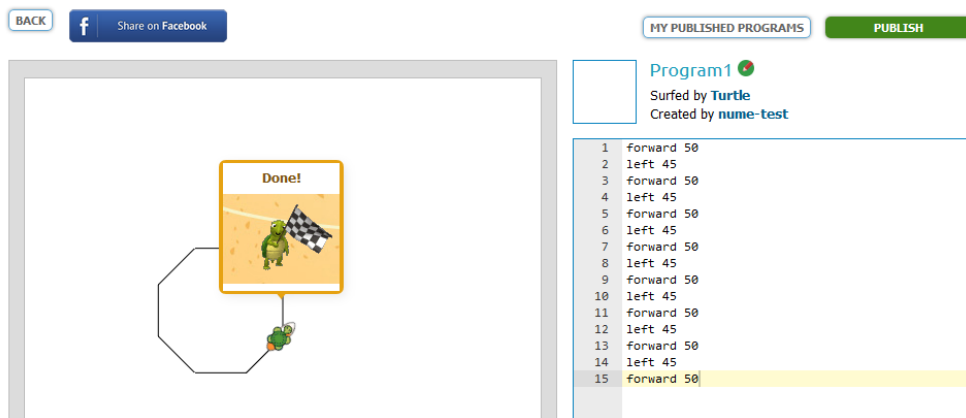 BACK
f Share on Facebook
MY PUBLISHED PROGRAMS
PUBLISH
Program1
Surfed by Turtle
Created by nume-test
Done!
1 forward 50
2 left 45
3 forward 50
4 left 45
5 forward 50
6 left 45
7 forward 50
8 left 45
9 forward 50
10 left 45
11 forward 50
12 left 45
13 forward 50
14 left 45
15 forward 50